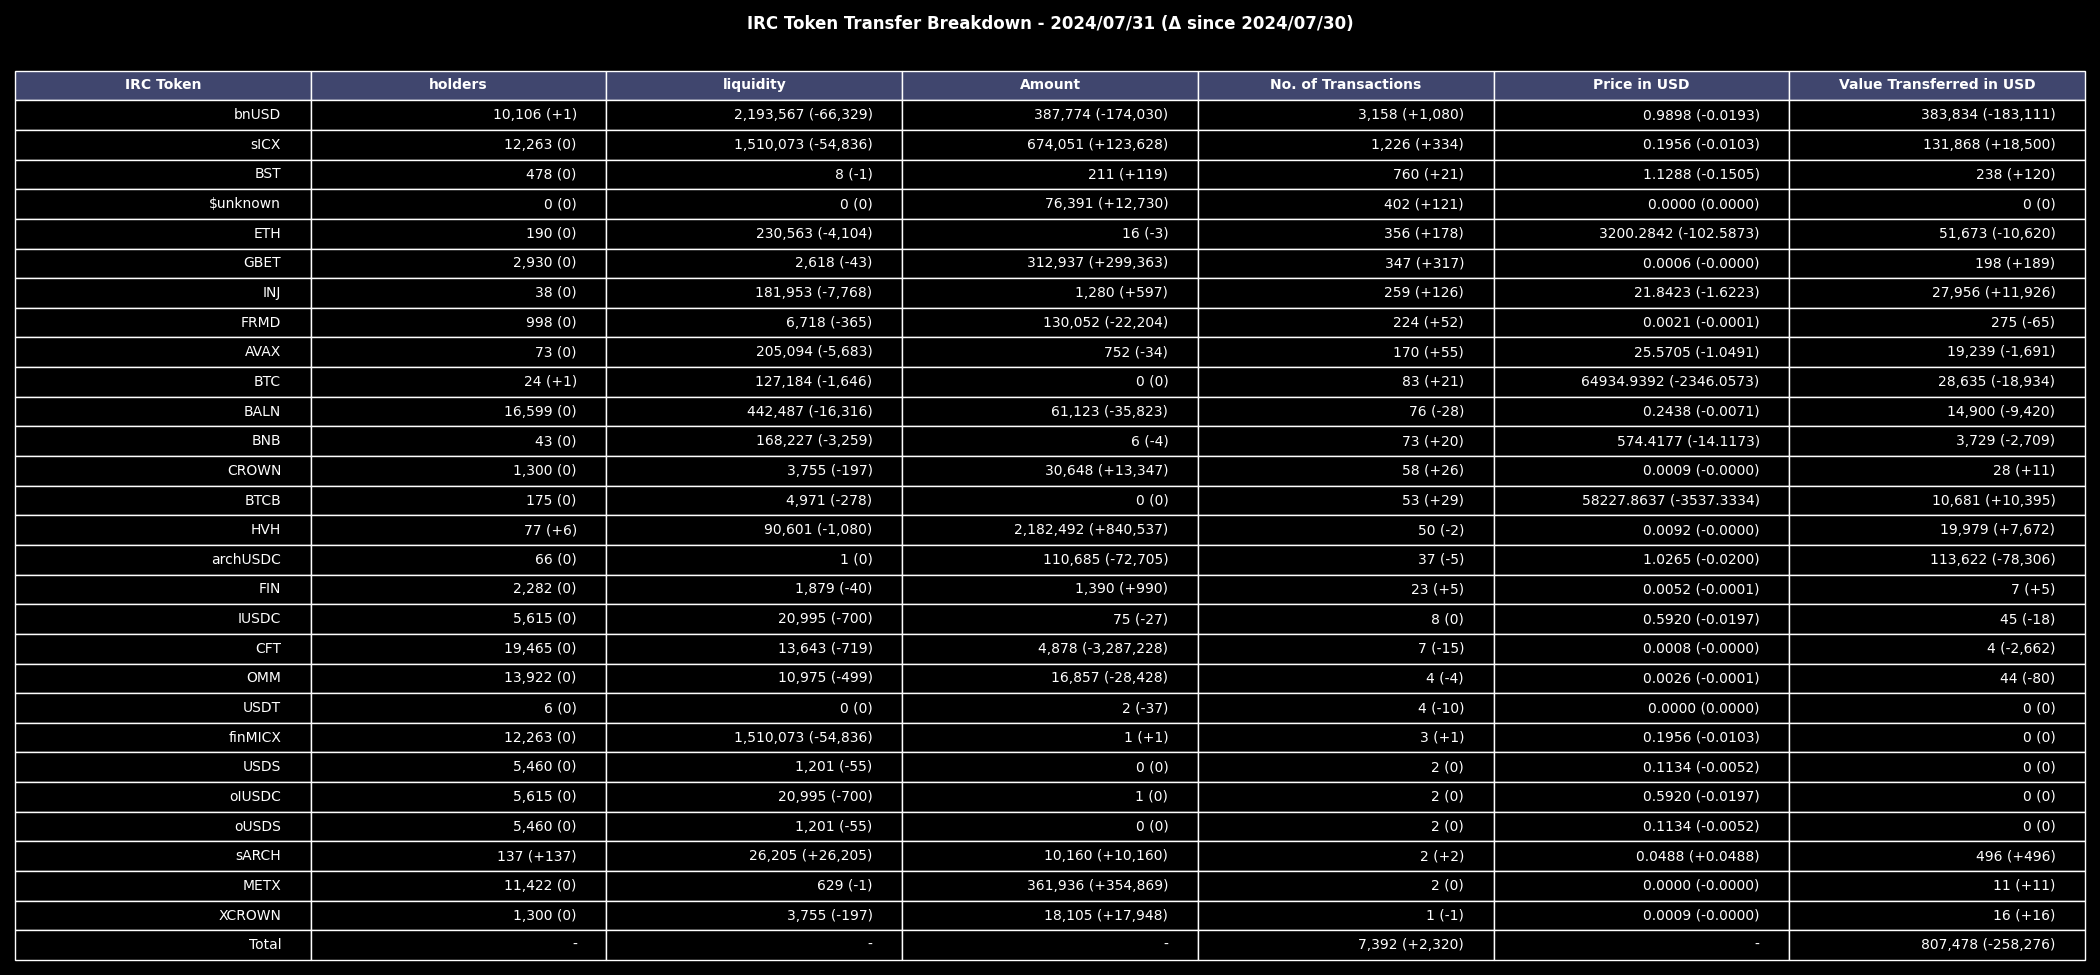 IRC Token Transfer Breakdown - 2024/07/31 (Δ since 2024/07/30)
IRC Token holders liquidity Amount No. of Transactions Price in USD Value Transferred in USD
bnUSD 10,106 (+1) 2,193,567 (-66,329) 387,774 (-174,030) 3,158 (+1,080) 0.9898 (-0.0193) 383,834 (-183,111)
sICX 12,263 (0) 1,510,073 (-54,836) 674,051 (+123,628) 1,226 (+334) 0.1956 (-0.0103) 131,868 (+18,500)
BST 478 (0) 8 (-1) 211 (+119) 760 (+21) 1.1288 (-0.1505) 238 (+120)
$unknown 0 (0) 0 (0) 76,391 (+12,730) 402 (+121) 0.0000 (0.0000) 0 (0)
ETH 190 (0) 230,563 (-4,104) 16 (-3) 356 (+178) 3200.2842 (-102.5873) 51,673 (-10,620)
GBET 2,930 (0) 2,618 (-43) 312,937 (+299,363) 347 (+317) 0.0006 (-0.0000) 198 (+189)
INJ 38 (0) 181,953 (-7,768) 1,280 (+597) 259 (+126) 21.8423 (-1.6223) 27,956 (+11,926)
FRMD 998 (0) 6,718 (-365) 130,052 (-22,204) 224 (+52) 0.0021 (-0.0001) 275 (-65)
AVAX 73 (0) 205,094 (-5,683) 752 (-34) 170 (+55) 25.5705 (-1.0491) 19,239 (-1,691)
BTC 24 (+1) 127,184 (-1,646) 0 (0) 83 (+21) 64934.9392 (-2346.0573) 28,635 (-18,934)
BALN 16,599 (0) 442,487 (-16,316) 61,123 (-35,823) 76 (-28) 0.2438 (-0.0071) 14,900 (-9,420)
BNB 43 (0) 168,227 (-3,259) 6 (-4) 73 (+20) 574.4177 (-14.1173) 3,729 (-2,709)
CROWN 1,300 (0) 3,755 (-197) 30,648 (+13,347) 58 (+26) 0.0009 (-0.0000) 28 (+11)
BTCB 175 (0) 4,971 (-278) 0 (0) 53 (+29) 58227.8637 (-3537.3334) 10,681 (+10,395)
HVH 77 (+6) 90,601 (-1,080) 2,182,492 (+840,537) 50 (-2) 0.0092 (-0.0000) 19,979 (+7,672)
archUSDC 66 (0) 1 (0) 110,685 (-72,705) 37 (-5) 1.0265 (-0.0200) 113,622 (-78,306)
FIN 2,282 (0) 1,879 (-40) 1,390 (+990) 23 (+5) 0.0052 (-0.0001) 7 (+5)
IUSDC 5,615 (0) 20,995 (-700) 75 (-27) 8 (0) 0.5920 (-0.0197) 45 (-18)
CFT 19,465 (0) 13,643 (-719) 4,878 (-3,287,228) 7 (-15) 0.0008 (-0.0000) 4 (-2,662)
OMM 13,922 (0) 10,975 (-499) 16,857 (-28,428) 4 (-4) 0.0026 (-0.0001) 44 (-80)
USDT 6 (0) 0 (0) 2 (-37) 4 (-10) 0.0000 (0.0000) 0 (0)
finMICX 12,263 (0) 1,510,073 (-54,836) 1 (+1) 3 (+1) 0.1956 (-0.0103) 0 (0)
USDS 5,460 (0) 1,201 (-55) 0 (0) 2 (0) 0.1134 (-0.0052) 0 (0)
oIUSDC 5,615 (0) 20,995 (-700) 1 (0) 2 (0) 0.5920 (-0.0197) 0 (0)
oUSDS 5,460 (0) 1,201 (-55) 0 (0) 2 (0) 0.1134 (-0.0052) 0 (0)
sARCH 137 (+137) 26,205 (+26,205) 10,160 (+10,160) 2 (+2) 0.0488 (+0.0488) 496 (+496)
METX 11,422 (0) 629 (-1) 361,936 (+354,869) 2 (0) 0.0000 (-0.0000) 11 (+11)
XCROWN 1,300 (0) 3,755 (-197) 18,105 (+17,948) 1 (-1) 0.0009 (-0.0000) 16 (+16)
Total - - - 7,392 (+2,320) - 807,478 (-258,276)